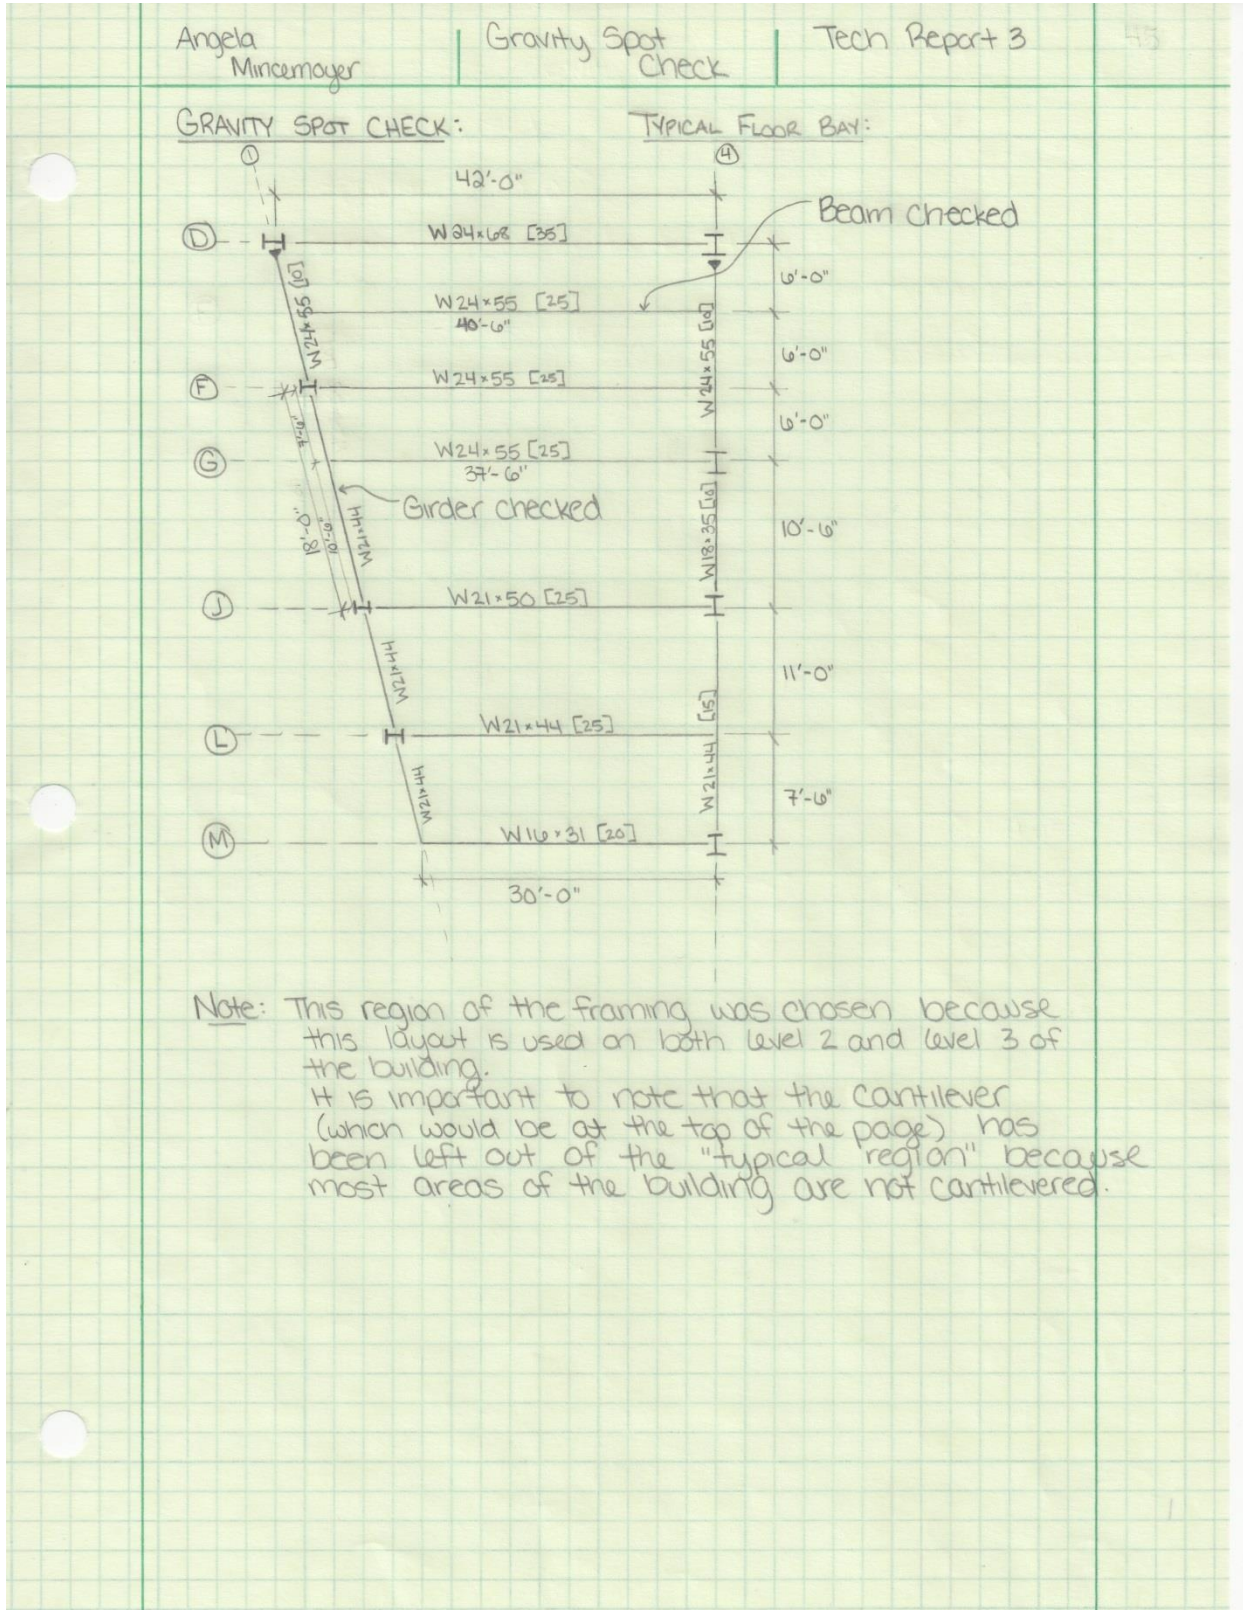 Angela
Mincemoyer
Gravity Spot
Check
Tech Report 3
GRAVITY SPOT CHECK:
TYPICAL FLOOR BAY:
1
4
42'-0"
Beam checked
D
W24×68 [35]
6'-0"
W24×55 [10]
W24×55 [25]
40'-6"
W24×55 [10]
6'-0"
F
W24×55 [25]
6'-0"
G
W24×55 [25]
37'-6"
Girder checked
18'-0"
10'-6"
W21×44
W18×35 [10]
10'-6"
J
W21×50 [25]
W21×44
11'-0"
L
W21×44 [25]
W21×44 [15]
W21×44
7'-6"
M
W16×31 [20]
30'-0"
Note: This region of the framing was chosen because
this layout is used on both level 2 and level 3 of
the building.
It is important to note that the cantilever
(which would be at the top of the page) has
been left out of the "typical region" because
most areas of the building are not cantilevered.